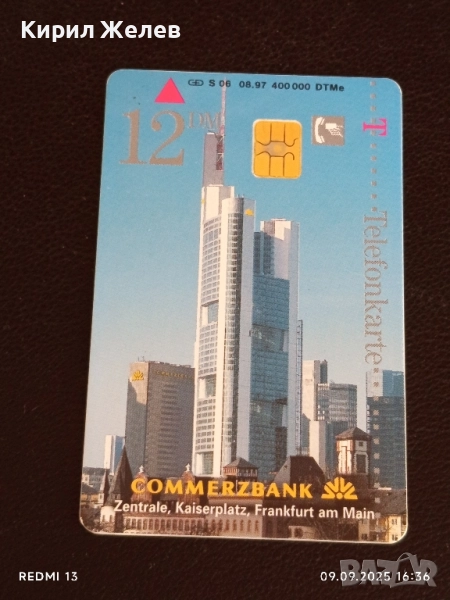 Кирил Желев
S 06 08.97 400 000 DTMe
12 DM
T
Telefonkarte
COMMERZBANK
Zentrale, Kaiserplatz, Frankfurt am Main
REDMI 13
09.09.2025 16:36
BAZAR